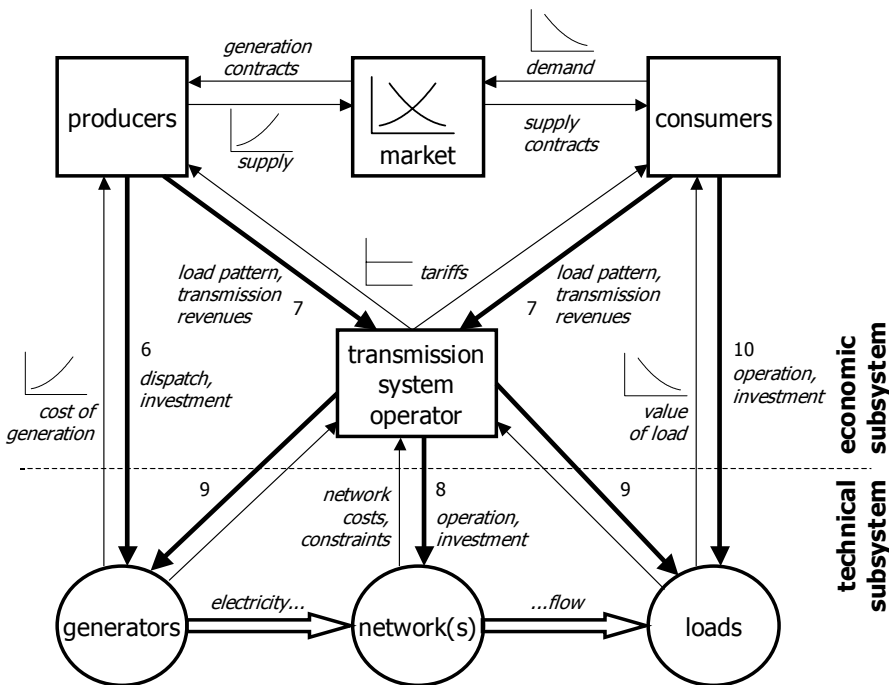 generation
contracts
demand
producers
supply
market
supply
contracts
consumers
load pattern,
transmission
revenues
7
tariffs
7
load pattern,
transmission
revenues
6
dispatch,
investment
cost of
generation
transmission
system
operator
value
of load
10
operation,
investment
economic
subsystem
9
network
costs,
constraints
8
operation,
investment
9
technical
subsystem
generators
electricity...
network(s)
...flow
loads